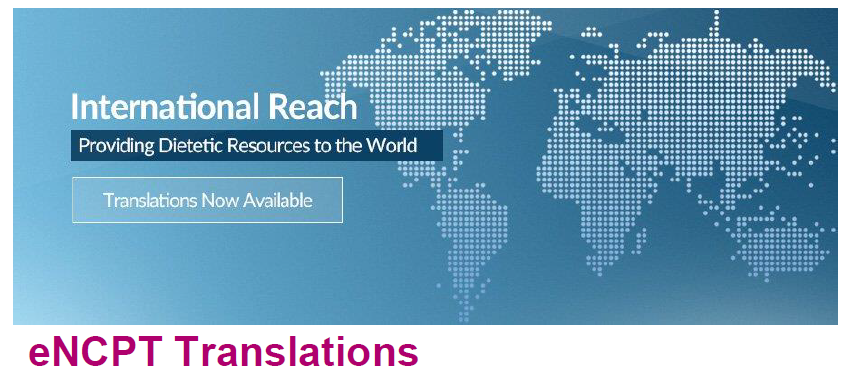 International Reach
Providing Dietetic Resources to the World
Translations Now Available
eNCPT Translations